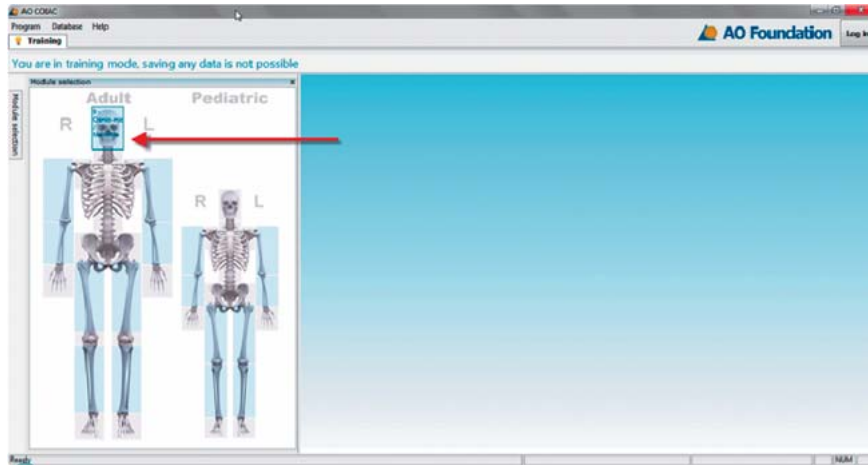 AO COIAC
Program Database Help
AO Foundation
Log in
Training
You are in training mode, saving any data is not possible
Module selection
Module selection
Adult
Pediatric
R
L
R
L
Ready
NUM